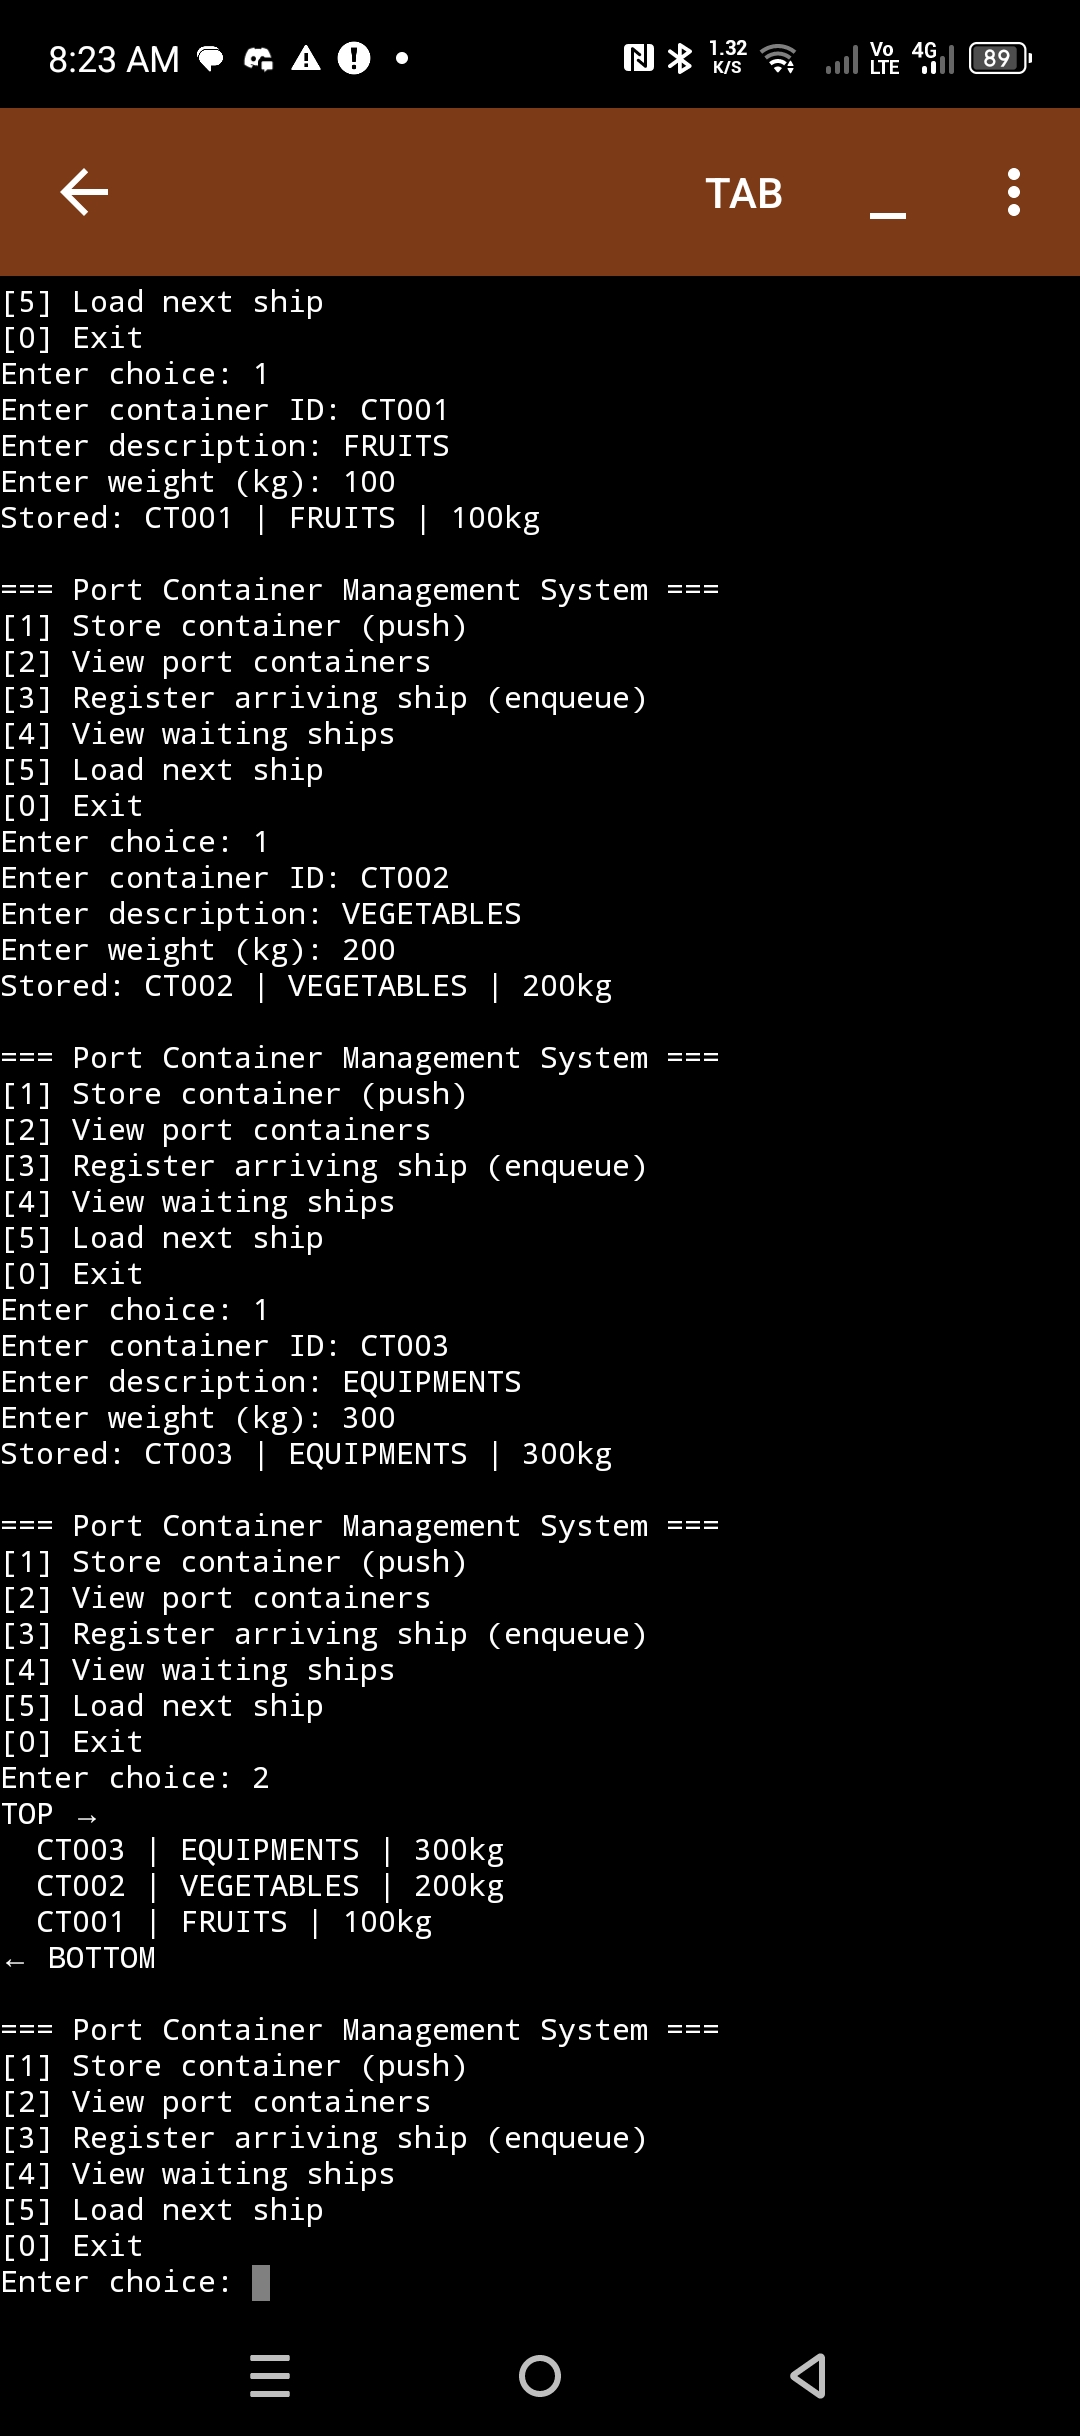 8:23 AM 1.32 K/S Vo LTE 4G 89
TAB
[5] Load next ship
[0] Exit
Enter choice: 1
Enter container ID: CT001
Enter description: FRUITS
Enter weight (kg): 100
Stored: CT001 | FRUITS | 100kg
=== Port Container Management System ===
[1] Store container (push)
[2] View port containers
[3] Register arriving ship (enqueue)
[4] View waiting ships
[5] Load next ship
[0] Exit
Enter choice: 1
Enter container ID: CT002
Enter description: VEGETABLES
Enter weight (kg): 200
Stored: CT002 | VEGETABLES | 200kg
=== Port Container Management System ===
[1] Store container (push)
[2] View port containers
[3] Register arriving ship (enqueue)
[4] View waiting ships
[5] Load next ship
[0] Exit
Enter choice: 1
Enter container ID: CT003
Enter description: EQUIPMENTS
Enter weight (kg): 300
Stored: CT003 | EQUIPMENTS | 300kg
=== Port Container Management System ===
[1] Store container (push)
[2] View port containers
[3] Register arriving ship (enqueue)
[4] View waiting ships
[5] Load next ship
[0] Exit
Enter choice: 2
TOP →
CT003 | EQUIPMENTS | 300kg
CT002 | VEGETABLES | 200kg
CT001 | FRUITS | 100kg
← BOTTOM
=== Port Container Management System ===
[1] Store container (push)
[2] View port containers
[3] Register arriving ship (enqueue)
[4] View waiting ships
[5] Load next ship
[0] Exit
Enter choice: